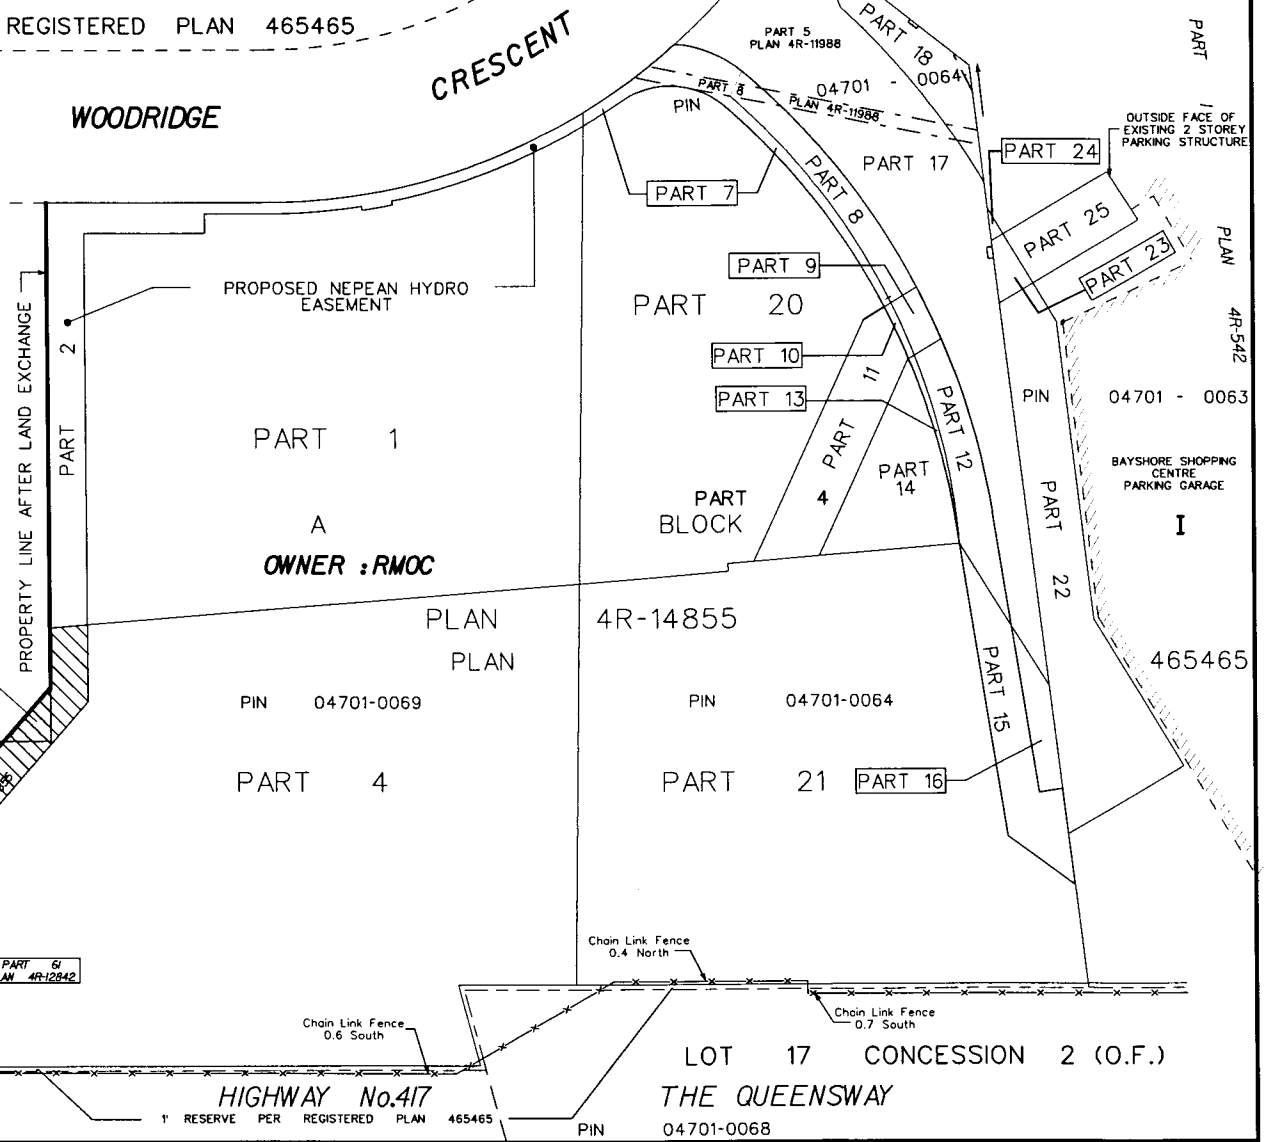 REGISTERED PLAN 465465
WOODRIDGE
CRESCENT
PART 5
PLAN 4R-11988
PART 18
04701 - 0064
PART 6
PLAN 4R-11988
PIN
PART 17
PART 1
PLAN
4R-542
OUTSIDE FACE OF
EXISTING 2 STOREY
PARKING STRUCTURE
PART 24
PART 25
PART 23
PART 7
PART 8
PART 9
PART 20
PART 10
PART 13
PROPOSED NEPEAN HYDRO
EASEMENT
PROPERTY LINE AFTER LAND EXCHANGE
PART 2
PART 1
A
OWNER : RMOC
PART 11
PART 12
PART
14
PART 4
BLOCK
PIN 04701 - 0063
BAYSHORE SHOPPING
CENTRE
PARKING GARAGE
I
PART 22
465465
PLAN 4R-14855
PLAN
PIN 04701-0069
PIN 04701-0064
PART 15
PART 4
PART 21
PART 16
PART 61
AN 4R-12842
Chain Link Fence
0.4 North
Chain Link Fence
0.6 South
Chain Link Fence
0.7 South
LOT 17 CONCESSION 2 (O.F.)
HIGHWAY No.417
THE QUEENSWAY
1' RESERVE PER REGISTERED PLAN 465465
PIN 04701-0068